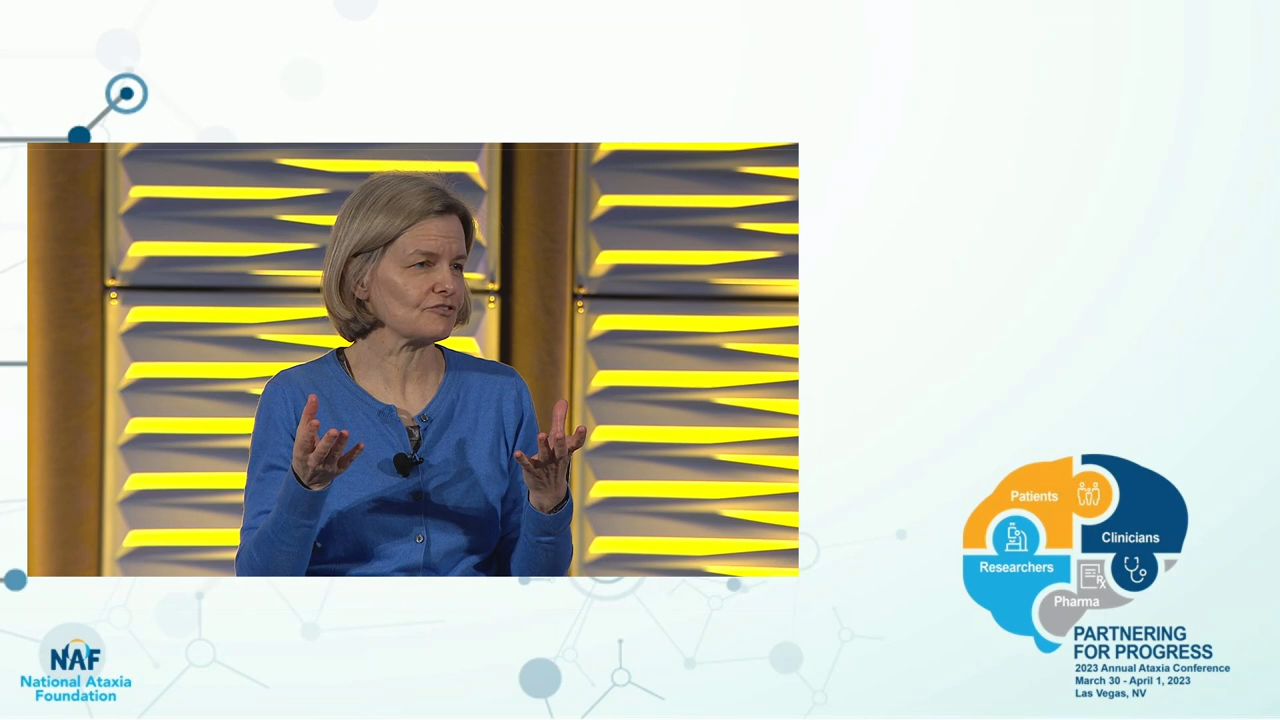 Patients
Clinicians
Researchers
Pharma
Rx
PARTNERING
FOR PROGRESS
2023 Annual Ataxia Conference
March 30 - April 1, 2023
Las Vegas, NV
NAF
National Ataxia
Foundation